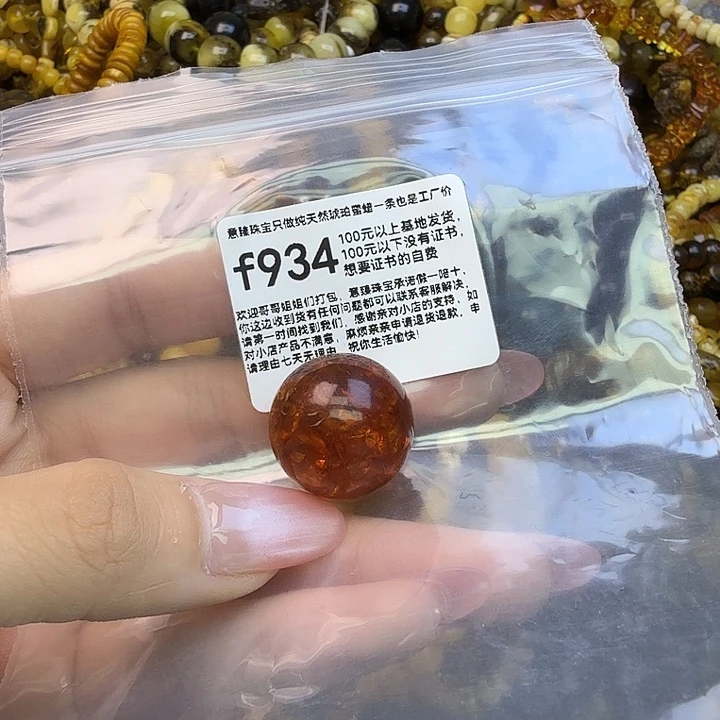 意臻珠宝只做纯天然琥珀蜜蜡一条也是工厂价
f934
100元以上基地发货，
100元以下没有证书，
想要证书的自费
欢迎哥哥姐姐们打包，意臻珠宝承诺假一陪十，
你这边收到货有任何问题都可以联系客服解决，
请第一时间找到我们，感谢亲对小店的支持，如
对小店产品不满意，麻烦亲亲申请退货退款，申
请理由七天无理由 祝你生活愉快！